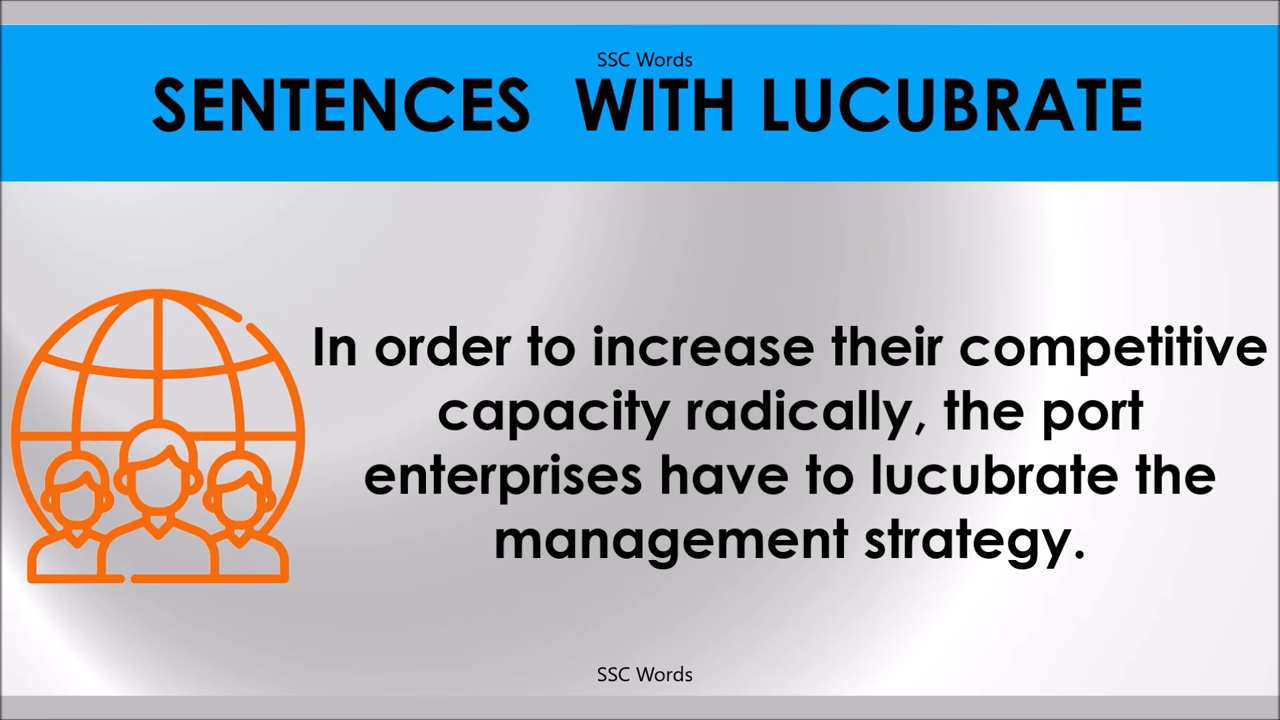 SSC Words
SENTENCES WITH LUCUBRATE
In order to increase their competitive
capacity radically, the port
enterprises have to lucubrate the
management strategy.
SSC Words